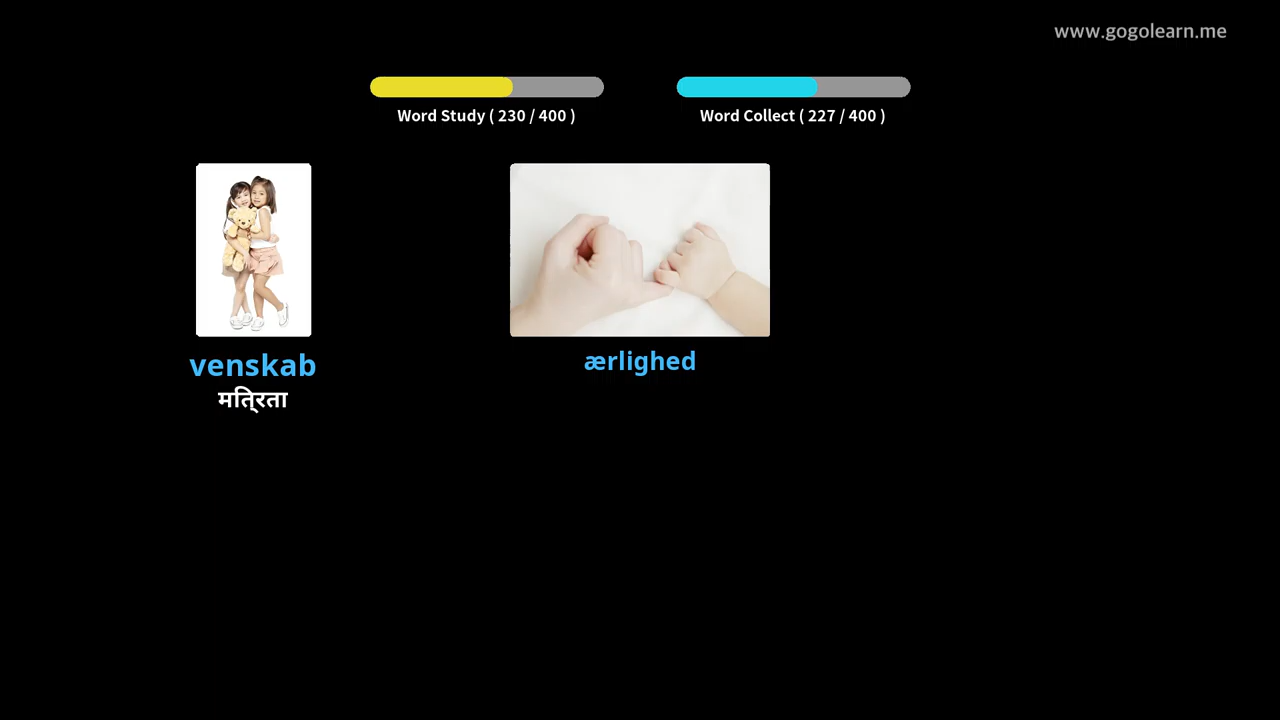 www.gogolearn.me
Word Study ( 230 / 400 )
Word Collect ( 227 / 400 )
venskab
मत्रिता
ærlighed